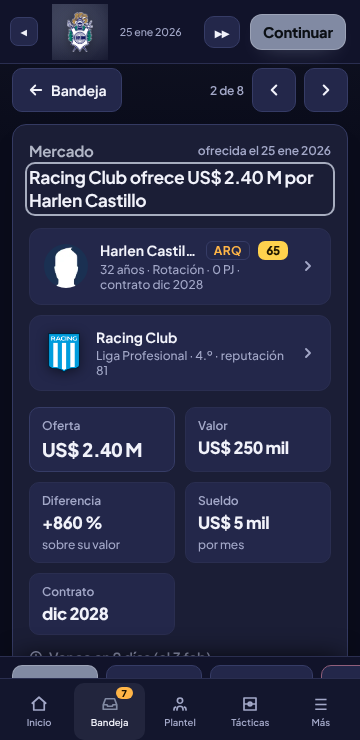 25 ene 2026
Continuar
Bandeja
2 de 8
Mercado
ofrecida el 25 ene 2026
Racing Club ofrece US$ 2.40 M por
Harlen Castillo
Harlen Castil...
ARQ
65
32 años · Rotación · 0 PJ ·
contrato dic 2028
RACING
Racing Club
Liga Profesional · 4.º · reputación
81
Oferta
US$ 2.40 M
Valor
US$ 250 mil
Diferencia
+860 %
sobre su valor
Sueldo
US$ 5 mil
por mes
Contrato
dic 2028
7
Inicio
Bandeja
Plantel
Tácticas
Más